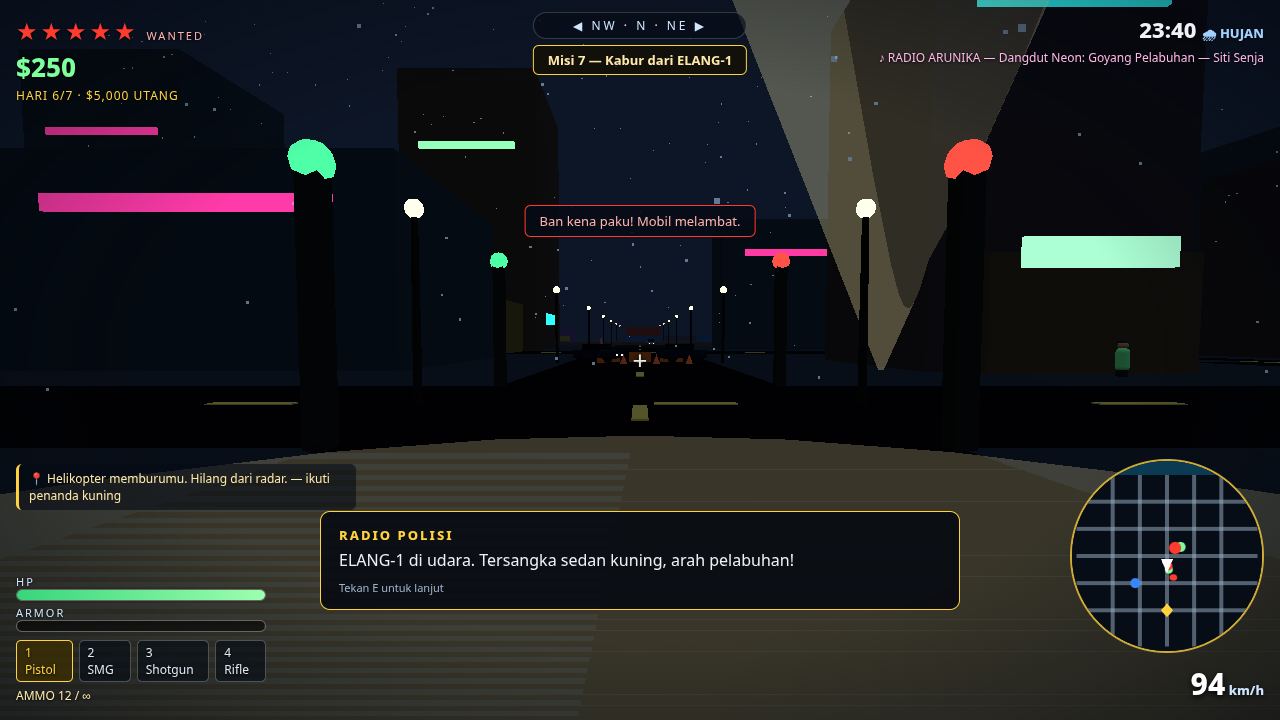 ★★★★★ WANTED
$250
HARI 6/7 · $5,000 UTANG
◀ NW · N · NE ▶
Misi 7 — Kabur dari ELANG-1
23:40 🌧 HUJAN
♪ RADIO ARUNIKA — Dangdut Neon: Goyang Pelabuhan — Siti Senja
Ban kena paku! Mobil melambat.
📍 Helikopter memburumu. Hilang dari radar. — ikuti
penanda kuning
RADIO POLISI
ELANG-1 di udara. Tersangka sedan kuning, arah pelabuhan!
Tekan E untuk lanjut
HP
ARMOR
1
Pistol
2
SMG
3
Shotgun
4
Rifle
AMMO 12 / ∞
94 km/h